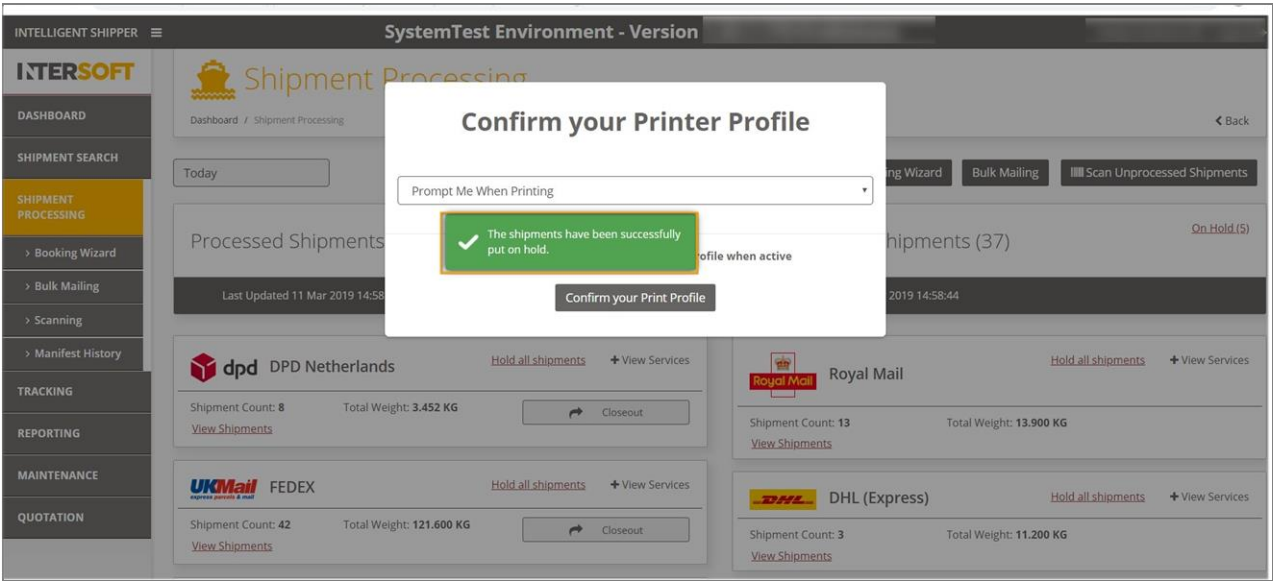 INTELLIGENT SHIPPER
SystemTest Environment - Version
INTERSOFT
Shipment Processing
DASHBOARD
Dashboard / Shipment Processing
Back
Confirm your Printer Profile
SHIPMENT SEARCH
Today
ng Wizard
Bulk Mailing
Scan Unprocessed Shipments
Prompt Me When Printing
SHIPMENT
PROCESSING
The shipments have been successfully
put on hold.
Processed Shipments
hipments (37)
On Hold (5)
ofile when active
> Booking Wizard
> Bulk Mailing
Last Updated 11 Mar 2019 14:58
Confirm your Print Profile
2019 14:58:44
> Scanning
> Manifest History
dpd DPD Netherlands
Hold all shipments
+ View Services
Royal Mail
Royal Mail
Hold all shipments
+ View Services
TRACKING
Shipment Count: 8
Total Weight: 3.452 KG
Closeout
View Shipments
Shipment Count: 13
Total Weight: 13.900 KG
View Shipments
REPORTING
MAINTENANCE
UKMail
express parcels & mail
FEDEX
Hold all shipments
+ View Services
DHL
DHL (Express)
Hold all shipments
+ View Services
QUOTATION
Shipment Count: 42
Total Weight: 121.600 KG
Closeout
View Shipments
Shipment Count: 3
Total Weight: 11.200 KG
View Shipments